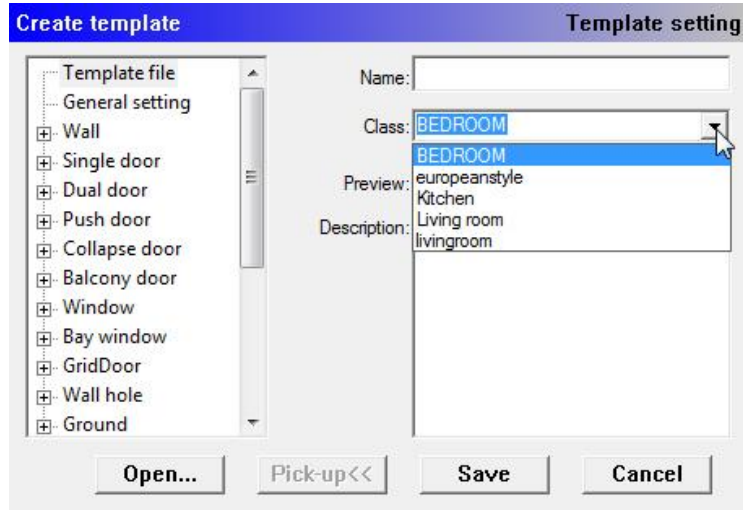 Create template
Template setting
Template file
General setting
Wall
Single door
Dual door
Push door
Collapse door
Balcony door
Window
Bay window
GridDoor
Wall hole
Ground
Name:
Class: BEDROOM
BEDROOM
europeanstyle
Kitchen
Living room
livingroom
Preview:
Description:
Open...
Pick-up<<
Save
Cancel